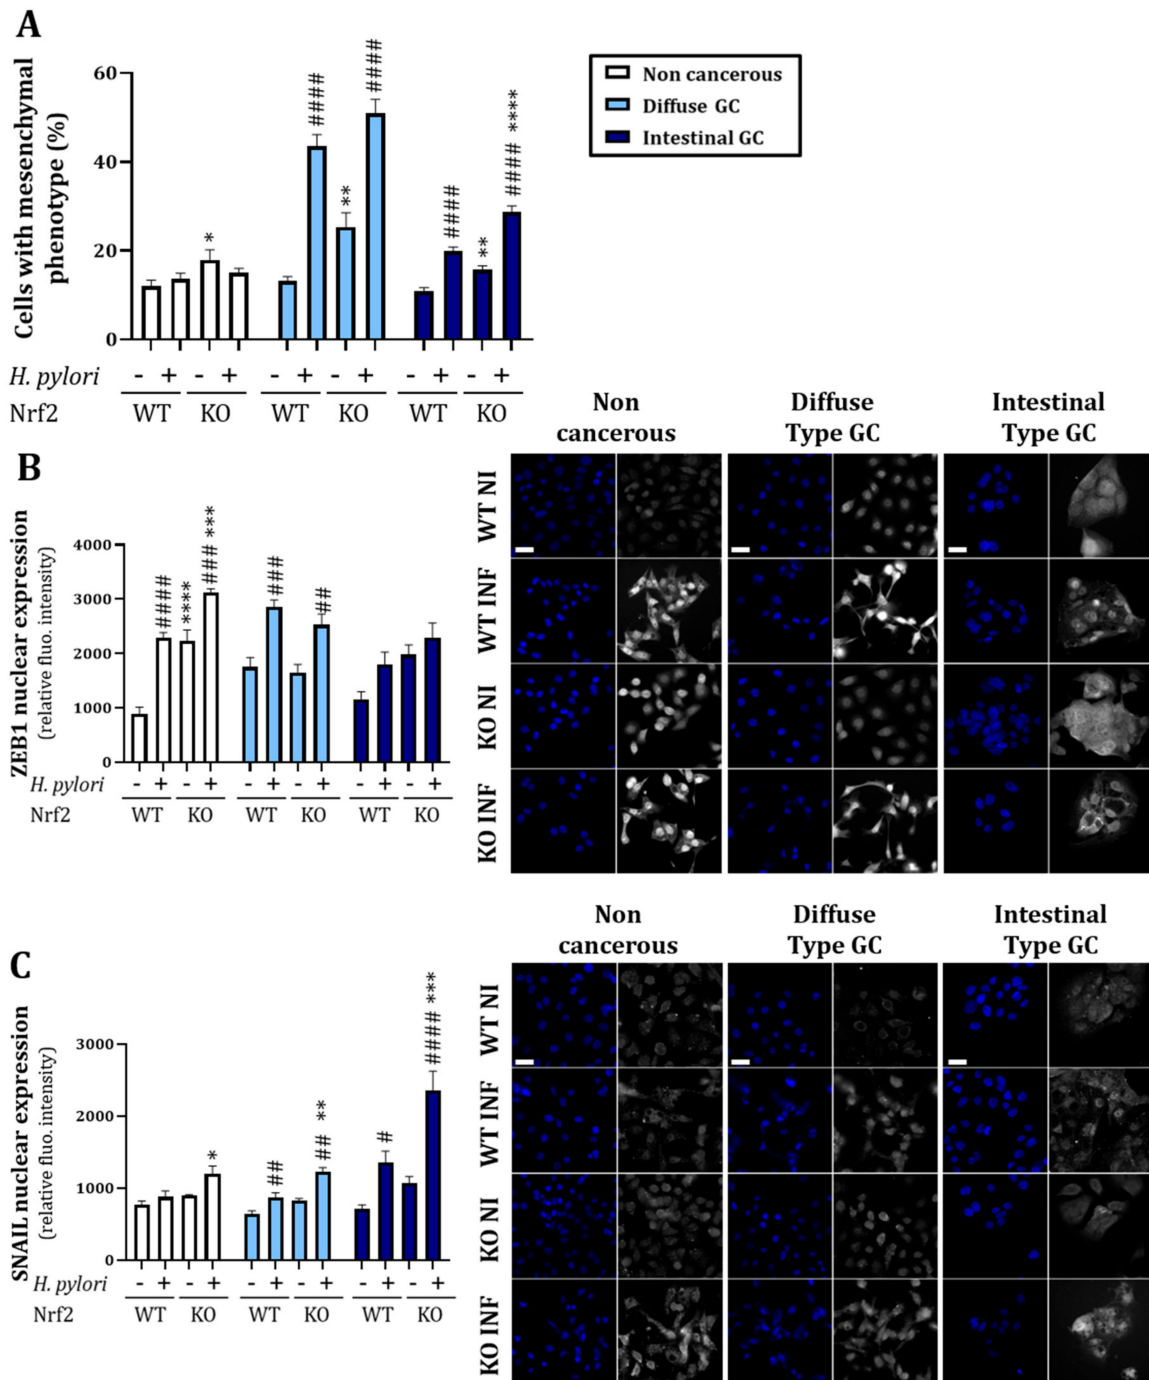 A
Cells with mesenchymal
phenotype (%)
60
40
20
0
*
####
**
####
####
**
#### ****
Non cancerous
Diffuse GC
Intestinal GC
H. pylori
- + - + - + - + - + - +
Nrf2
WT KO WT KO WT KO
B
ZEB1 nuclear expression
(relative fluo. intensity)
4000
3000
2000
1000
0
####
****
### ***
###
##
H. pylori
- + - + - + - + - + - +
Nrf2
WT KO WT KO WT KO
Non
cancerous
Diffuse
Type GC
Intestinal
Type GC
WT NI
WT INF
KO NI
KO INF
C
SNAIL nuclear expression
(relative fluo. intensity)
3000
2000
1000
0
*
##
## **
#
#### ***
H. pylori
- + - + - + - + - + - +
Nrf2
WT KO WT KO WT KO
Non
cancerous
Diffuse
Type GC
Intestinal
Type GC
WT NI
WT INF
KO NI
KO INF